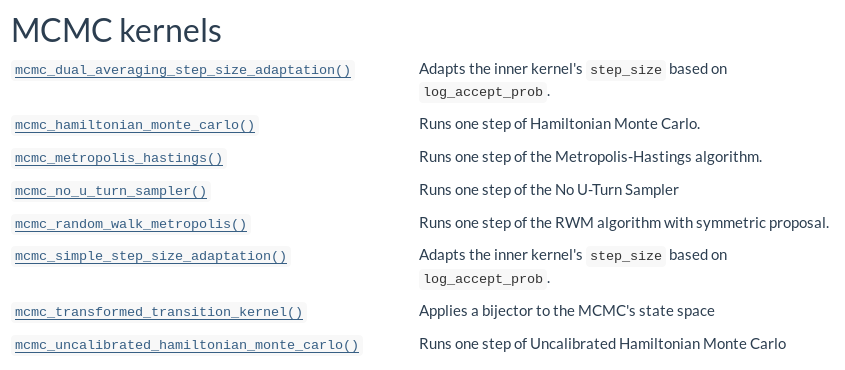 MCMC kernels
mcmc_dual_averaging_step_size_adaptation() Adapts the inner kernel's step_size based on
log_accept_prob.
mcmc_hamiltonian_monte_carlo() Runs one step of Hamiltonian Monte Carlo.
mcmc_metropolis_hastings() Runs one step of the Metropolis-Hastings algorithm.
mcmc_no_u_turn_sampler() Runs one step of the No U-Turn Sampler
mcmc_random_walk_metropolis() Runs one step of the RWM algorithm with symmetric proposal.
mcmc_simple_step_size_adaptation() Adapts the inner kernel's step_size based on
log_accept_prob.
mcmc_transformed_transition_kernel() Applies a bijector to the MCMC's state space
mcmc_uncalibrated_hamiltonian_monte_carlo() Runs one step of Uncalibrated Hamiltonian Monte Carlo